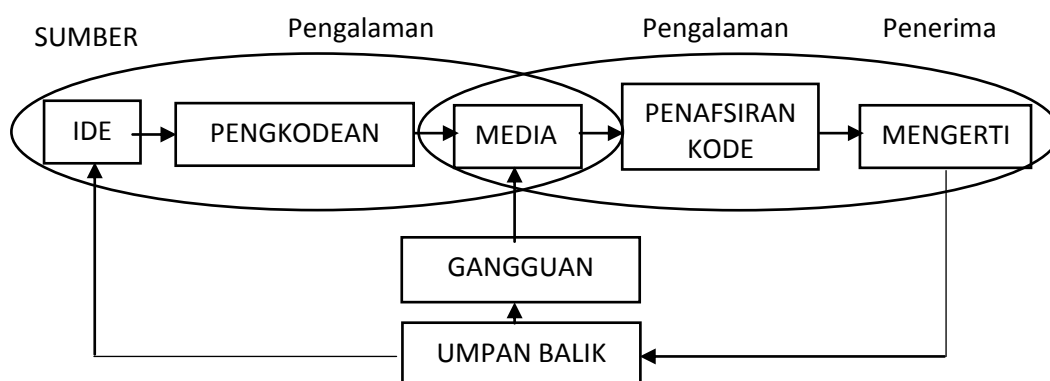 SUMBER
Pengalaman
Pengalaman
Penerima
IDE
PENGKODEAN
MEDIA
PENAFSIRAN
KODE
MENGERTI
GANGGUAN
UMPAN BALIK